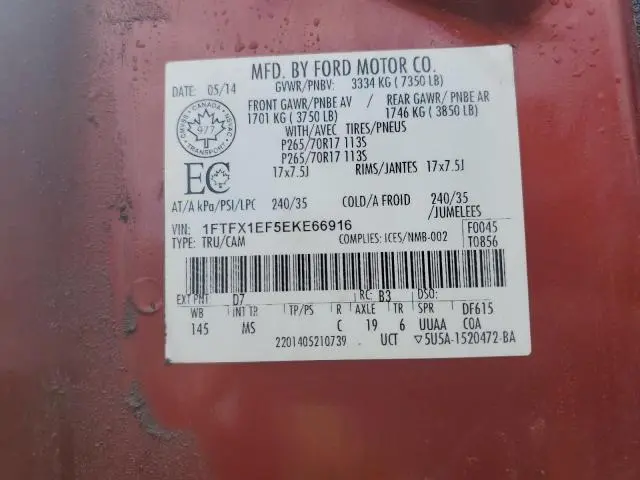 MFD. BY FORD MOTOR CO.
DATE: 05/14 GVWR/PNBV: 3334 KG ( 7350 LB)
FRONT GAWR/PNBE AV / REAR GAWR/ PNBE AR
1701 KG ( 3750 LB) 1746 KG ( 3850 LB)
WITH/AVEC TIRES/PNEUS
P265/70R17 113S
P265/70R17 113S
17x7.5J RIMS/JANTES 17x7.5J
CANADA
977
TRANSPORT
EC
AT/A kPa/PSI/LPC 240/35 COLD/A FROID 240/35
/JUMELEES
VIN: 1FTFX1EF5EKE66916 F0045
TYPE: TRU/CAM COMPLIES: ICES/NMB-002 T0856
EXT PNT: D7 RC: B3 DSO:
WB INT TR TP/PS R AXLE TR SPR DF615
145 MS C 19 6 UUAA COA
2201405210739 UCT 5U5A-1520472-BA